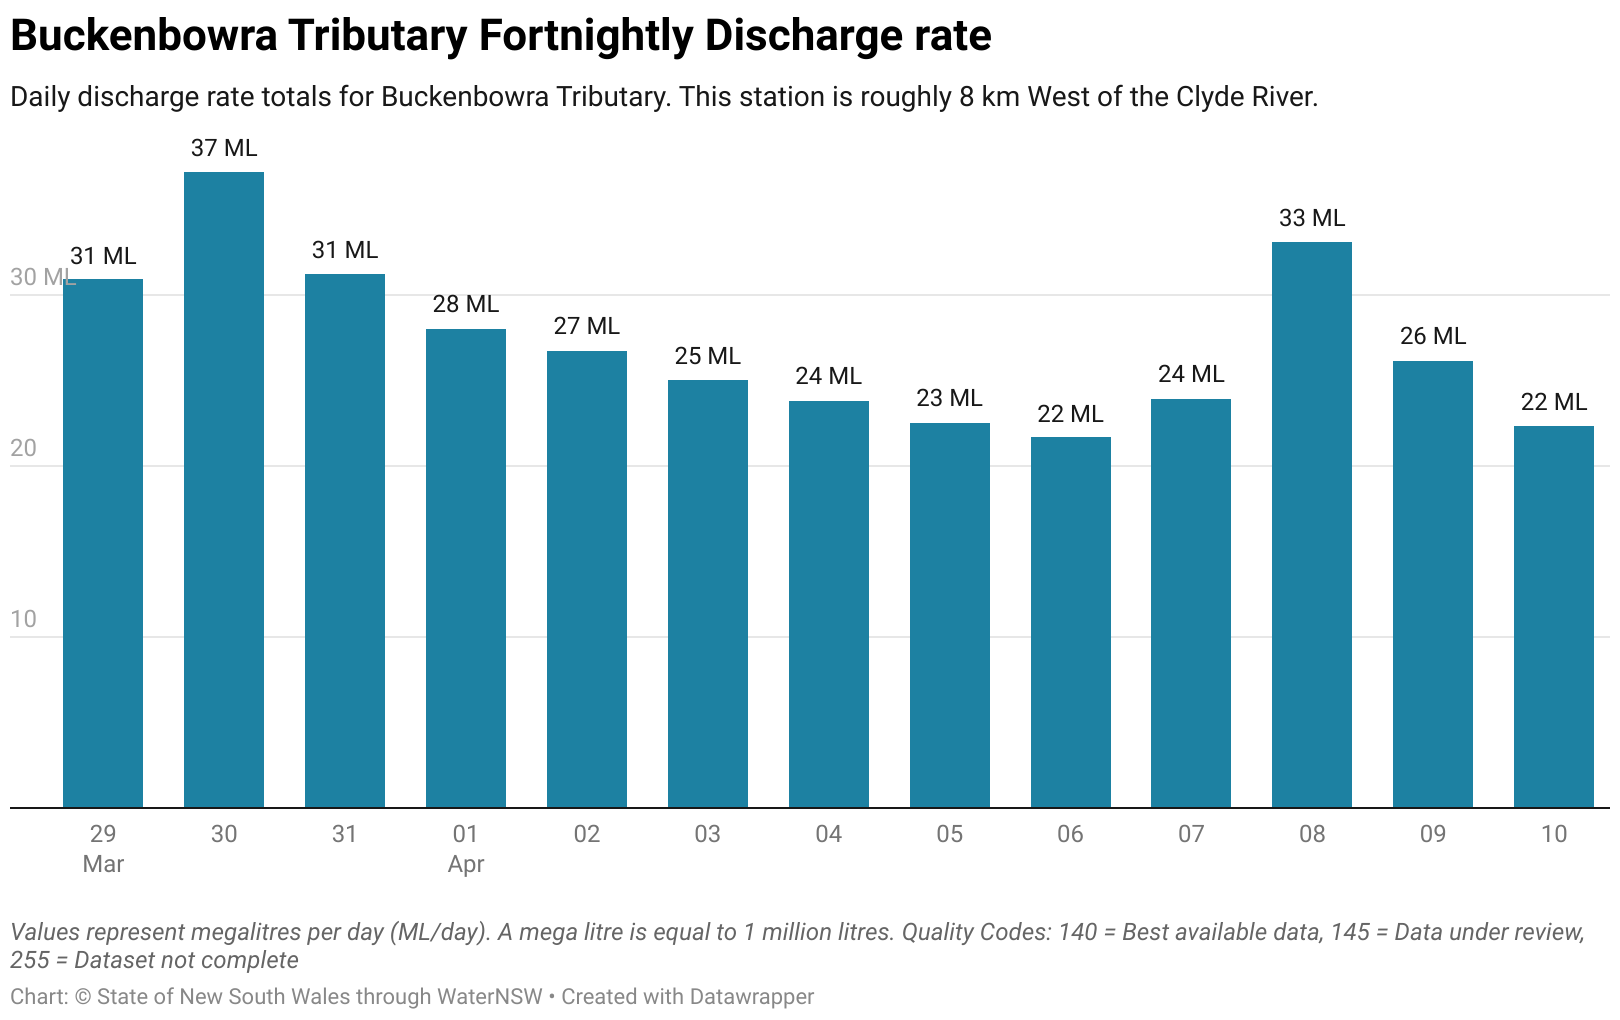 Buckenbowra Tributary Fortnightly Discharge rate
Daily discharge rate totals for Buckenbowra Tributary. This station is roughly 8 km West of the Clyde River.
37 ML
33 ML
31 ML
31 ML
30 ML
28 ML
27 ML
26 ML
25 ML
24 ML
24 ML
23 ML
22 ML
22 ML
20
10
29 30 31 01 02 03 04 05 06 07 08 09 10
Mar Apr
Values represent megalitres per day (ML/day). A mega litre is equal to 1 million litres. Quality Codes: 140 = Best available data, 145 = Data under review,
255 = Dataset not complete
Chart: © State of New South Wales through WaterNSW • Created with Datawrapper